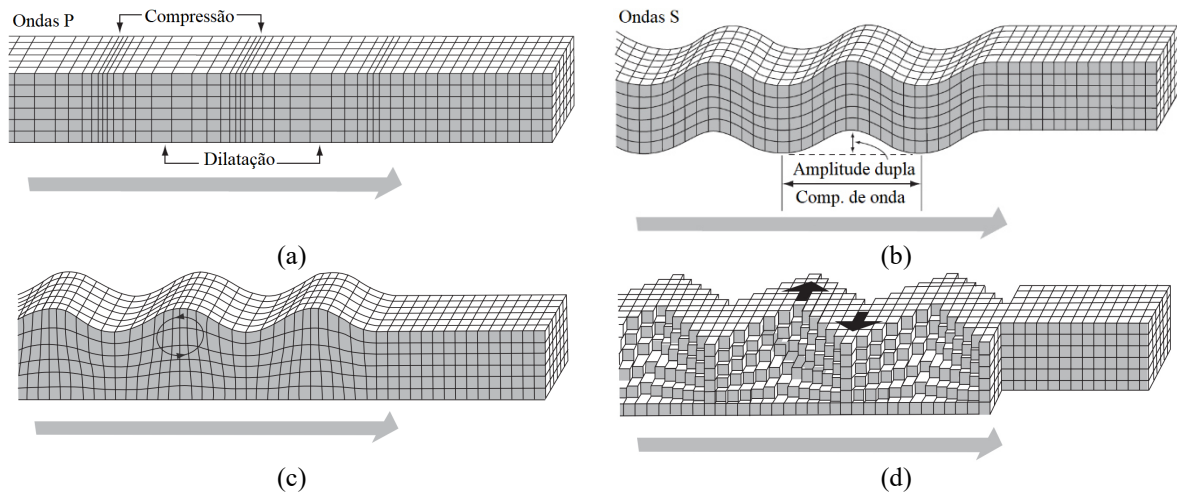 Ondas P
Compressão
Dilatação
(a)
Ondas S
Amplitude dupla
Comp. de onda
(b)
(c)
(d)